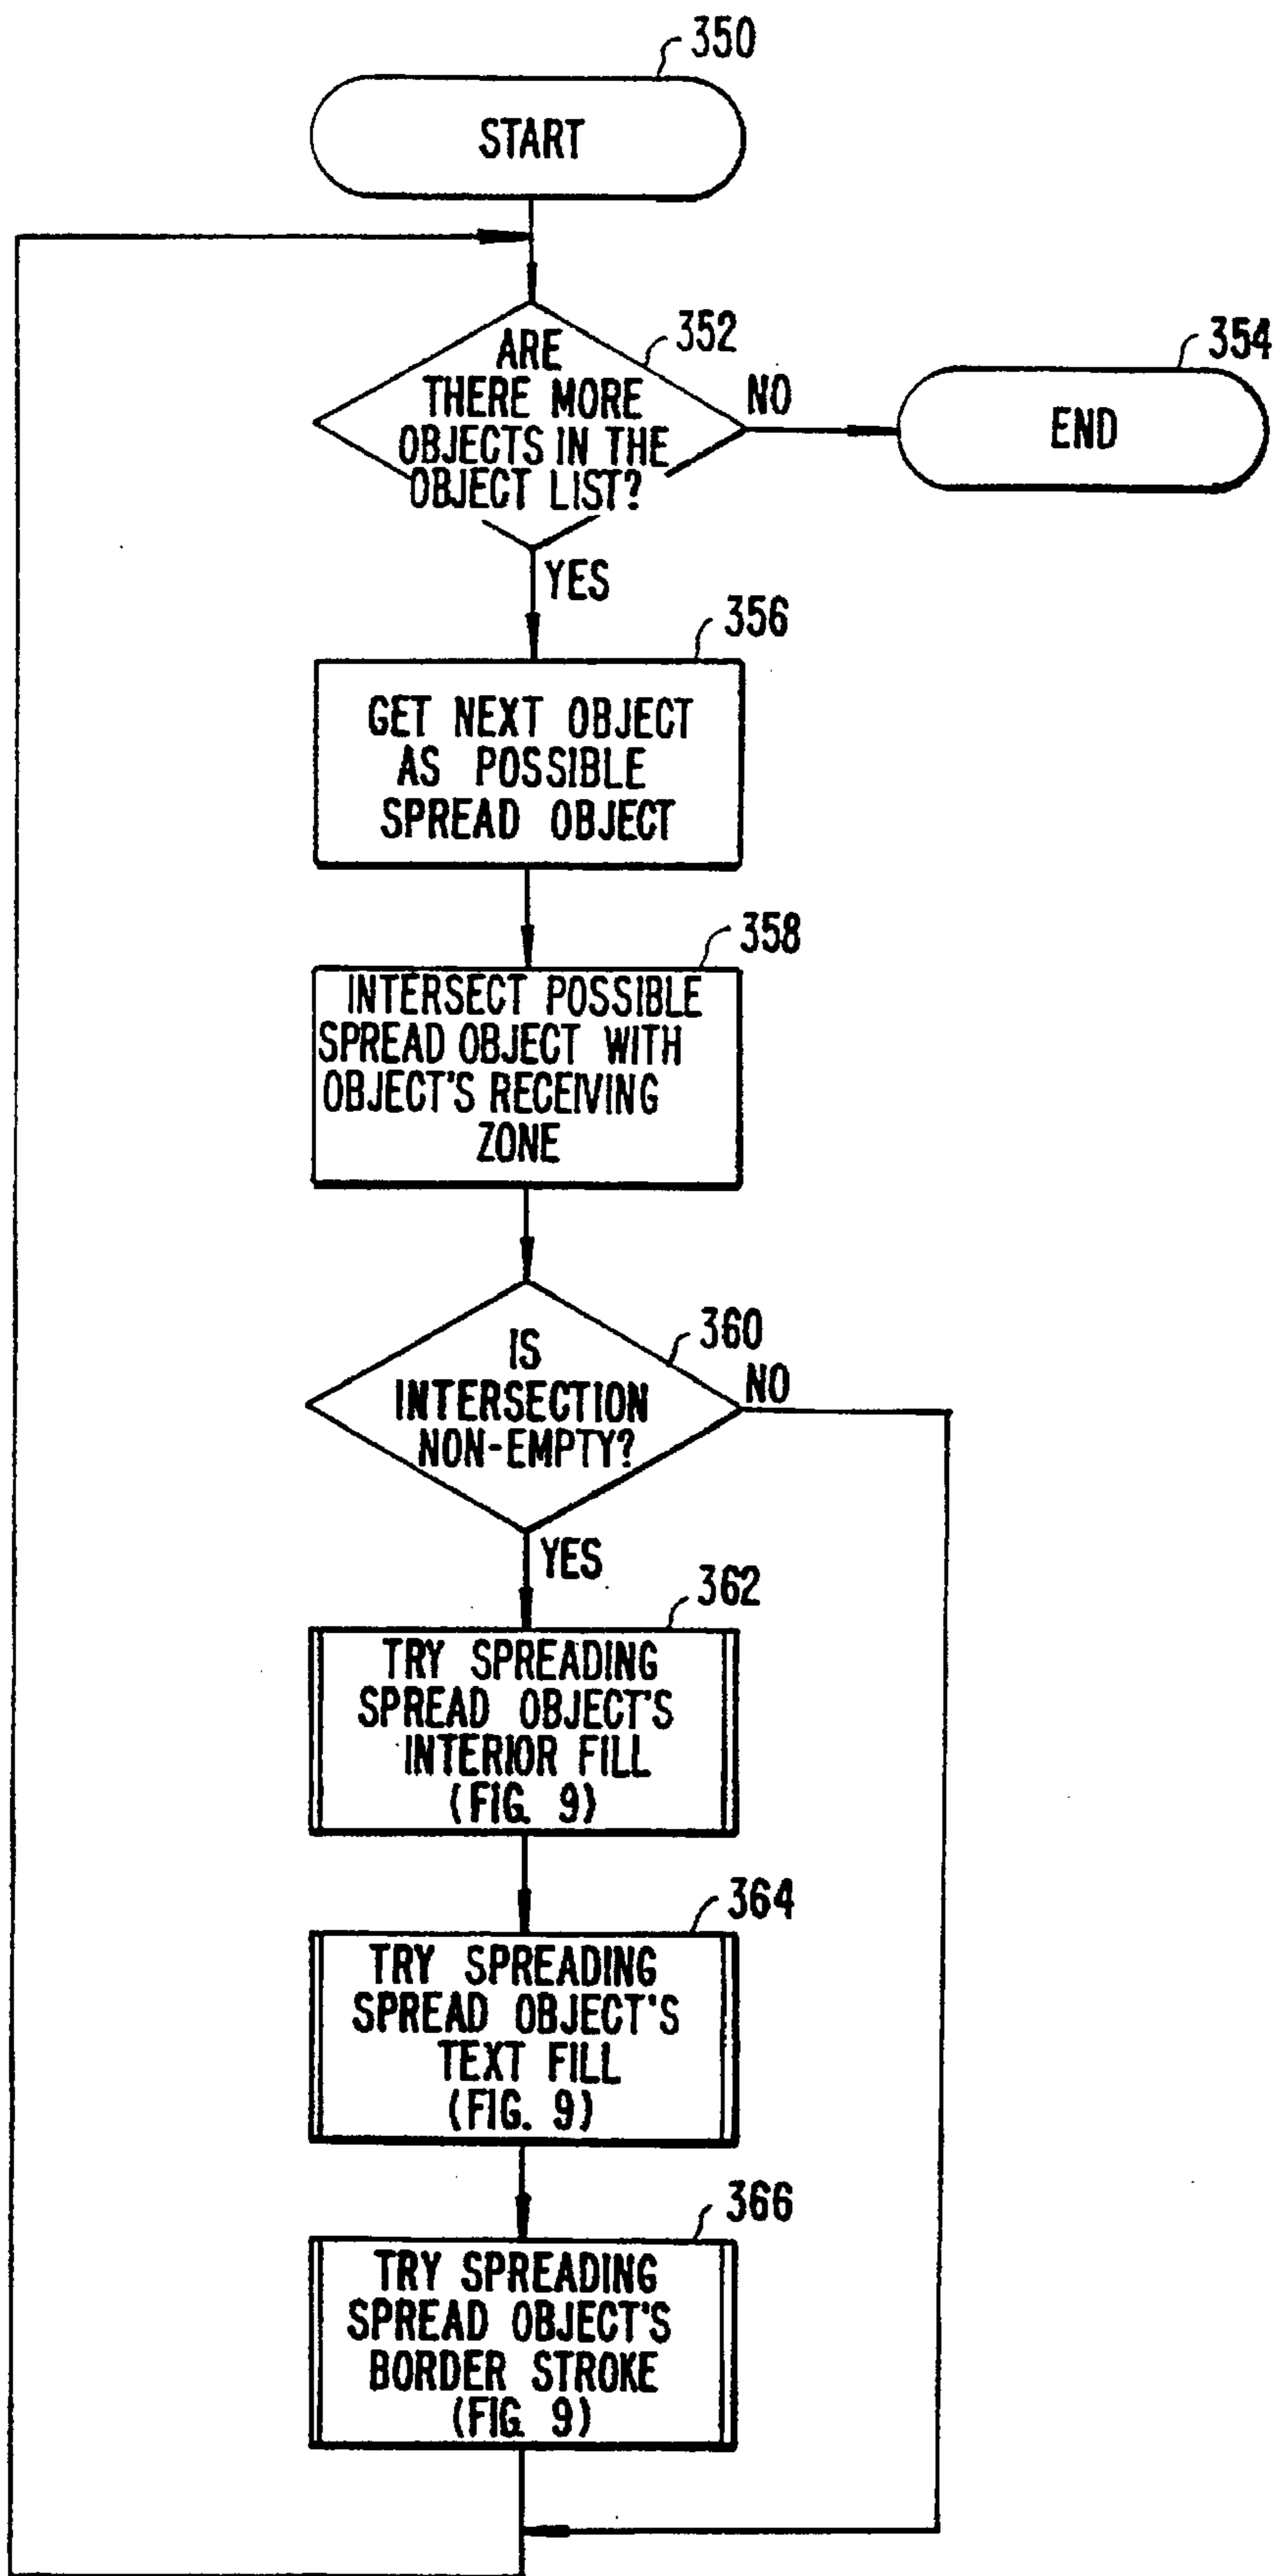 350
START
352
ARE
THERE MORE
OBJECTS IN THE
OBJECT LIST?
NO
354
END
YES
356
GET NEXT OBJECT
AS POSSIBLE
SPREAD OBJECT
358
INTERSECT POSSIBLE
SPREAD OBJECT WITH
OBJECT'S RECEIVING
ZONE
360
IS
INTERSECTION
NON-EMPTY?
NO
YES
362
TRY SPREADING
SPREAD OBJECT'S
INTERIOR FILL
(FIG. 9)
364
TRY SPREADING
SPREAD OBJECT'S
TEXT FILL
(FIG. 9)
366
TRY SPREADING
SPREAD OBJECT'S
BORDER STROKE
(FIG. 9)